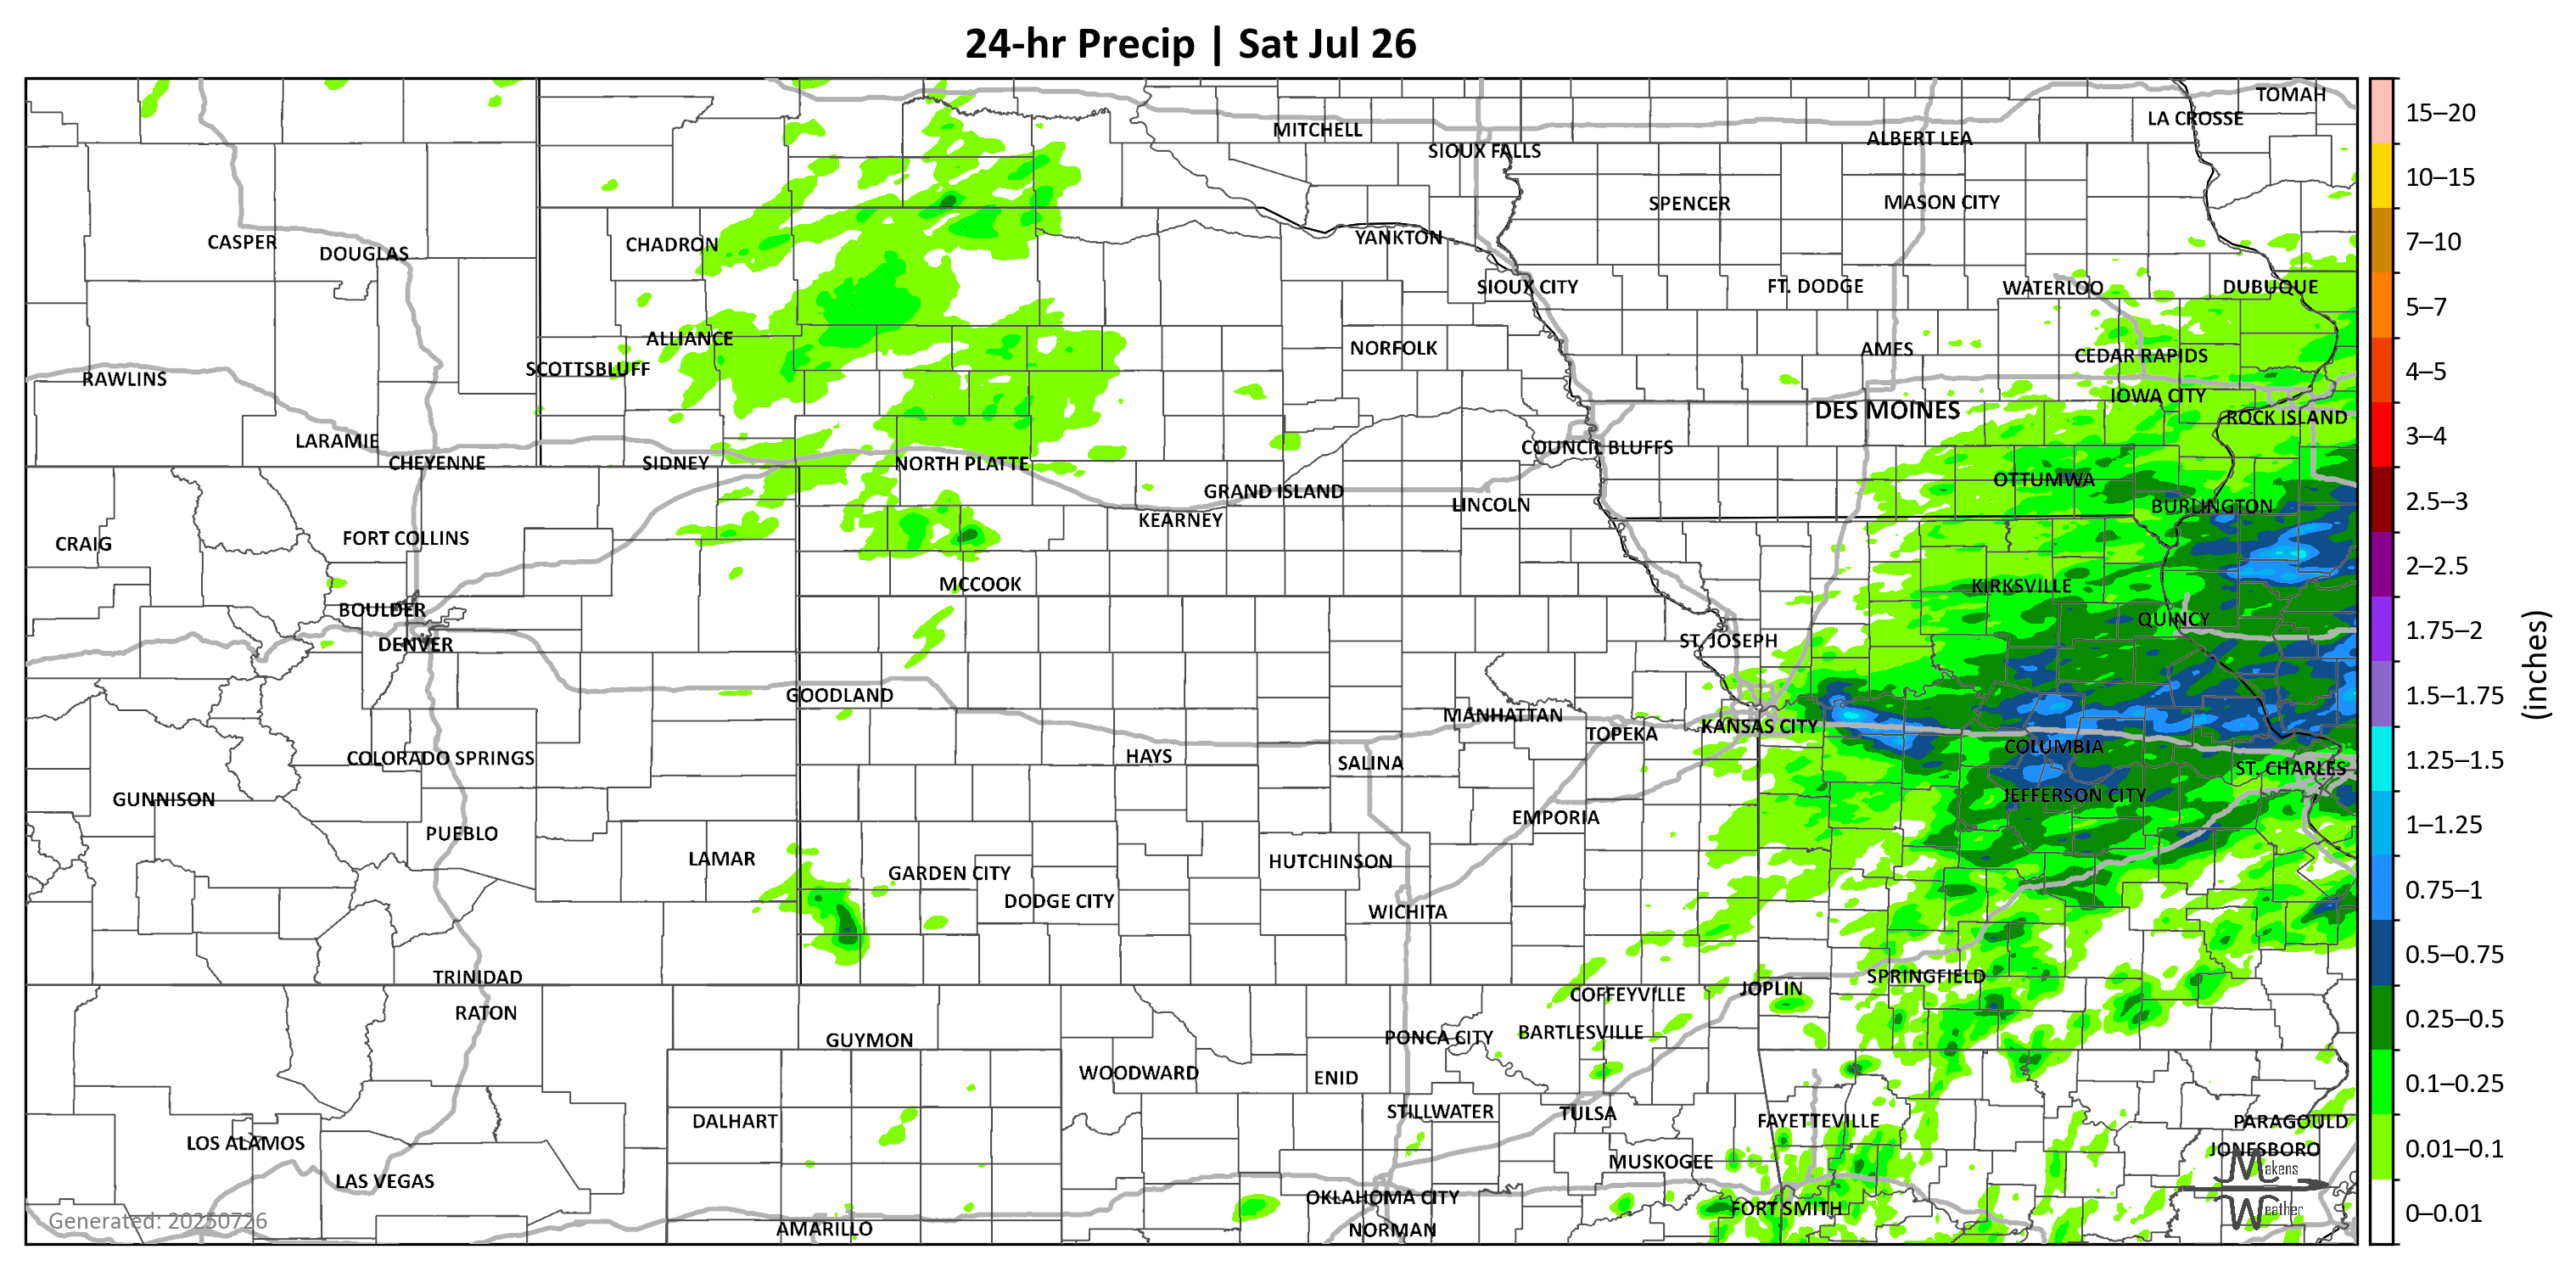 24-hr Precip | Sat Jul 26
TOMAH
LA CROSSE
MITCHELL
ALBERT LEA
SIOUX FALLS
SPENCER
MASON CITY
CASPER
DOUGLAS
CHADRON
YANKTON
SIOUX CITY
FT. DODGE
WATERLOO
DUBUQUE
ALLIANCE
SCOTTSBLUFF
NORFOLK
AMES
CEDAR RAPIDS
RAWLINS
IOWA CITY
DES MOINES
ROCK ISLAND
LARAMIE
CHEYENNE
SIDNEY
NORTH PLATTE
COUNCIL BLUFFS
GRAND ISLAND
LINCOLN
OTTUMWA
BURLINGTON
KEARNEY
CRAIG
FORT COLLINS
MCCOOK
KIRKSVILLE
BOULDER
QUINCY
DENVER
ST. JOSEPH
GOODLAND
MANHATTAN
TOPEKA
KANSAS CITY
COLORADO SPRINGS
HAYS
SALINA
COLUMBIA
ST. CHARLES
GUNNISON
JEFFERSON CITY
PUEBLO
EMPORIA
LAMAR
GARDEN CITY
HUTCHINSON
DODGE CITY
WICHITA
TRINIDAD
SPRINGFIELD
RATON
COFFEYVILLE
JOPLIN
GUYMON
PONCA CITY
BARTLESVILLE
WOODWARD
ENID
DALHART
STILLWATER
TULSA
FAYETTEVILLE
PARAGOULD
LOS ALAMOS
JONESBORO
MUSKOGEE
LAS VEGAS
OKLAHOMA CITY
FORT SMITH
AMARILLO
NORMAN
Generated: 20250726
Makens
Weather
15–20
10–15
7–10
5–7
4–5
3–4
2.5–3
2–2.5
1.75–2
1.5–1.75
1.25–1.5
1–1.25
0.75–1
0.5–0.75
0.25–0.5
0.1–0.25
0.01–0.1
0–0.01
(inches)